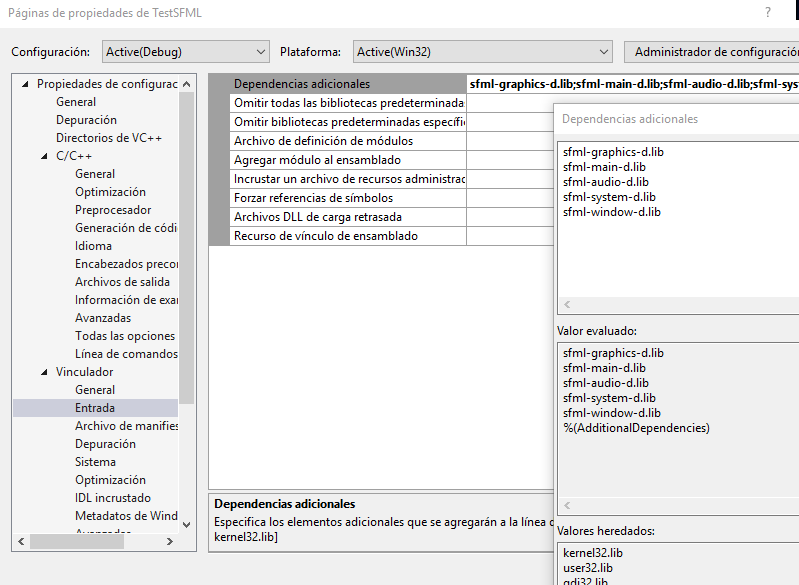 Páginas de propiedades de TestSFML
?
Configuración: Active(Debug) Plataforma: Active(Win32) Administrador de configuració
Propiedades de configurac
General
Depuración
Directorios de VC++
C/C++
General
Optimización
Preprocesador
Generación de códi
Idioma
Encabezados precor
Archivos de salida
Información de exar
Avanzadas
Todas las opciones
Línea de comandos
Vinculador
General
Entrada
Archivo de manifies
Depuración
Sistema
Optimización
IDL incrustado
Metadatos de Wind
Avanzadas
Dependencias adicionales sfml-graphics-d.lib;sfml-main-d.lib;sfml-audio-d.lib;sfml-sys
Omitir todas las bibliotecas predeterminada
Omitir bibliotecas predeterminadas específi
Archivo de definición de módulos
Agregar módulo al ensamblado
Incrustar un archivo de recursos administrad
Forzar referencias de símbolos
Archivos DLL de carga retrasada
Recurso de vínculo de ensamblado
Dependencias adicionales
Especifica los elementos adicionales que se agregarán a la línea
kernel32.lib]
Dependencias adicionales
sfml-graphics-d.lib
sfml-main-d.lib
sfml-audio-d.lib
sfml-system-d.lib
sfml-window-d.lib
Valor evaluado:
sfml-graphics-d.lib
sfml-main-d.lib
sfml-audio-d.lib
sfml-system-d.lib
sfml-window-d.lib
%(AdditionalDependencies)
Valores heredados:
kernel32.lib
user32.lib
gdi32.lib